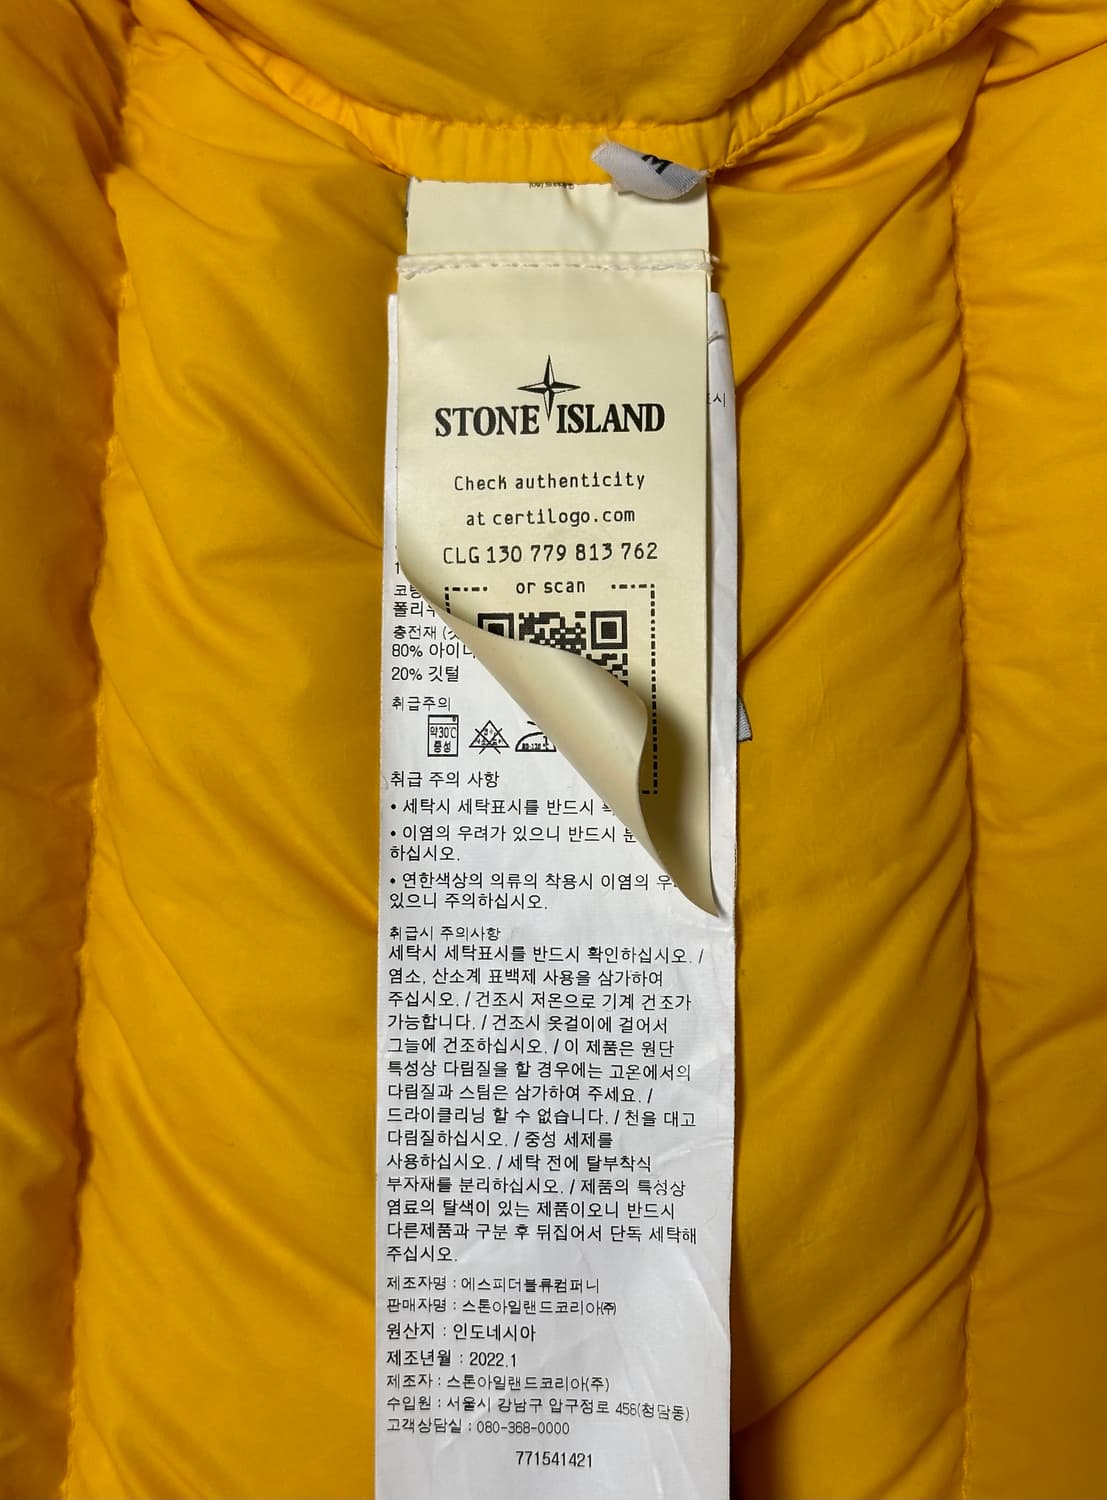 M
STONE ISLAND
Check authenticity
at certilogo.com
CLG 130 779 813 762
or scan
시
코팅
폴리우
충전재
80% 아이
20% 깃털
취급주의
약30℃
중성
80-120℃
취급 주의 사항
• 세탁시 세탁표시를 반드시
• 이염의 우려가 있으니 반드시
하십시오.
• 연한색상의 의류의 착용시 이염의
있으니 주의하십시오.
취급시 주의사항
세탁시 세탁표시를 반드시 확인하십시오. /
염소, 산소계 표백제 사용을 삼가하여
주십시오. / 건조시 저온으로 기계 건조가
가능합니다. / 건조시 옷걸이에 걸어서
그늘에 건조하십시오. / 이 제품은 원단
특성상 다림질을 할 경우에는 고온에서의
다림질과 스팀은 삼가하여 주세요. /
드라이클리닝 할 수 없습니다. / 천을 대고
다림질하십시오. / 중성 세제를
사용하십시오. / 세탁 전에 탈부착식
부자재를 분리하십시오. / 제품의 특성상
염료의 탈색이 있는 제품이오니 반드시
다른제품과 구분 후 뒤집어서 단독 세탁해
주십시오.
제조자명 : 에스피더블류컴퍼니
판매자명 : 스톤아일랜드코리아㈜
원산지 : 인도네시아
제조년월 : 2022.1
제조자 : 스톤아일랜드코리아(주)
수입원 : 서울시 강남구 압구정로 456(청담동)
고객상담실 : 080-368-0000
771541421